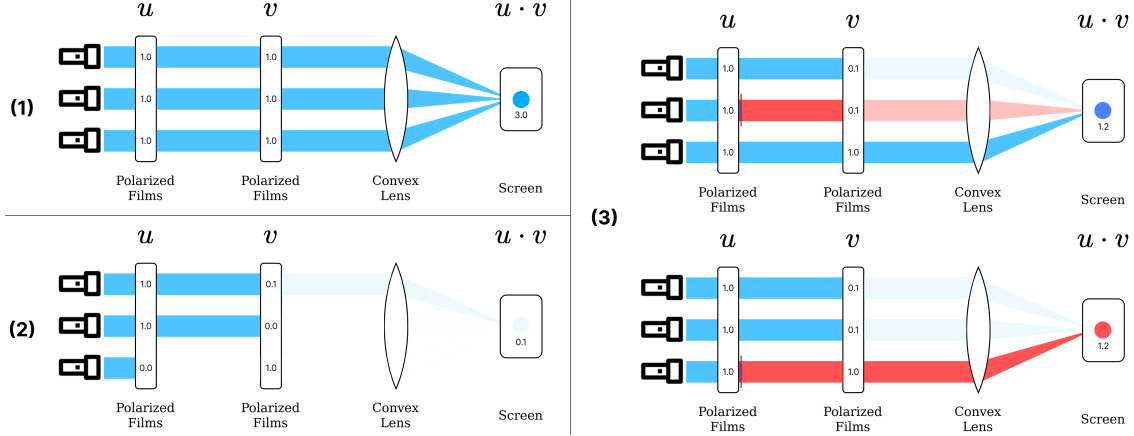 (1)
u v u · v
1.0 1.0
1.0 1.0
3.0
1.0 1.0
Polarized Polarized Convex
Films Films Lens
Screen
(2)
u v u · v
1.0 0.1
1.0 0.0
0.1
0.0 1.0
Polarized Polarized Convex
Films Films Lens
Screen
(3)
u v u · v
1.0 0.1
1.0 0.1
1.2
1.0 1.0
Polarized Polarized Convex
Films Films Lens
Screen
u v u · v
1.0 0.1
1.0 0.1
1.2
1.0 1.0
Polarized Polarized Convex
Films Films Lens
Screen